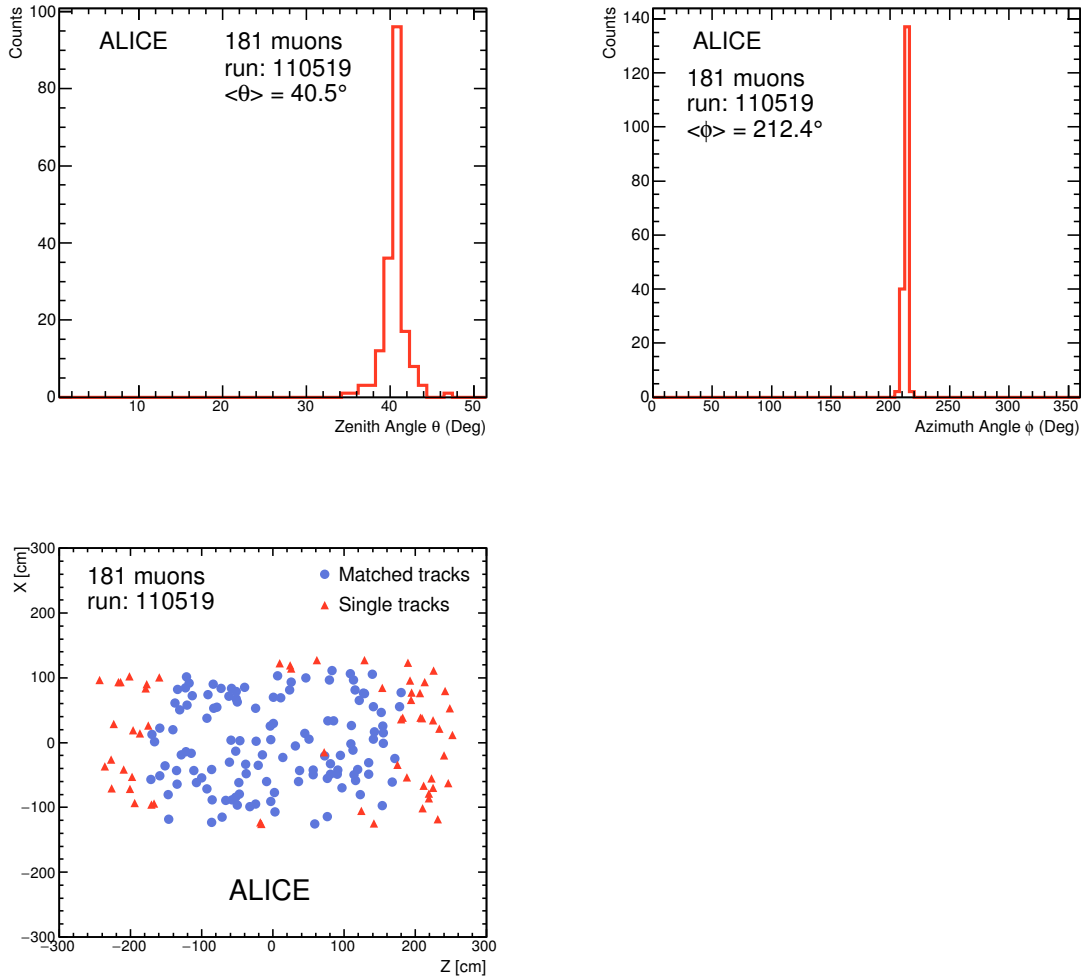 Counts
100
80
60
40
20
0
ALICE
181 muons
run: 110519
<θ> = 40.5°
10 20 30 40 50
Zenith Angle θ (Deg)
Counts
140
120
100
80
60
40
20
0
ALICE
181 muons
run: 110519
<ϕ> = 212.4°
0 50 100 150 200 250 300 350
Azimuth Angle ϕ (Deg)
X [cm]
300
200
100
0
−100
−200
−300
181 muons
run: 110519
Matched tracks
Single tracks
ALICE
−300 −200 −100 0 100 200 300
Z [cm]